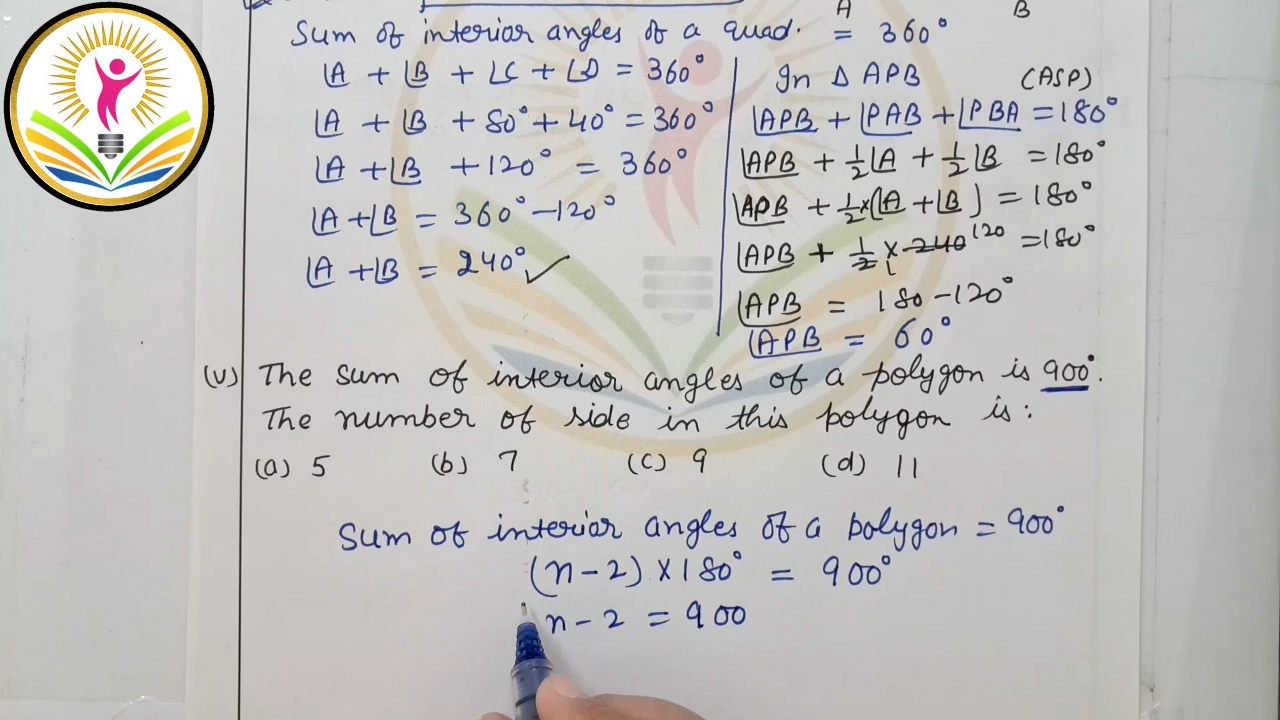 A B
Sum of interior angles of a quad. = 360°
∠A + ∠B + ∠C + ∠D = 360°
∠A + ∠B + 80° + 40° = 360°
∠A + ∠B + 120° = 360°
∠A + ∠B = 360° - 120°
∠A + ∠B = 240° ✓
In Δ APB (ASP)
∠APB + ∠PAB + ∠PBA = 180°
∠APB + 1/2 ∠A + 1/2 ∠B = 180°
∠APB + 1/2 × (∠A + ∠B) = 180°
∠APB + 1/2 × 240 120 = 180°
∠APB = 180 - 120°
∠APB = 60°
(v) The sum of interior angles of a polygon is 900°.
The number of side in this polygon is:
(a) 5 (b) 7 (c) 9 (d) 11
Sum of interior angles of a polygon = 900°
(n - 2) × 180° = 900°
n - 2 = 900